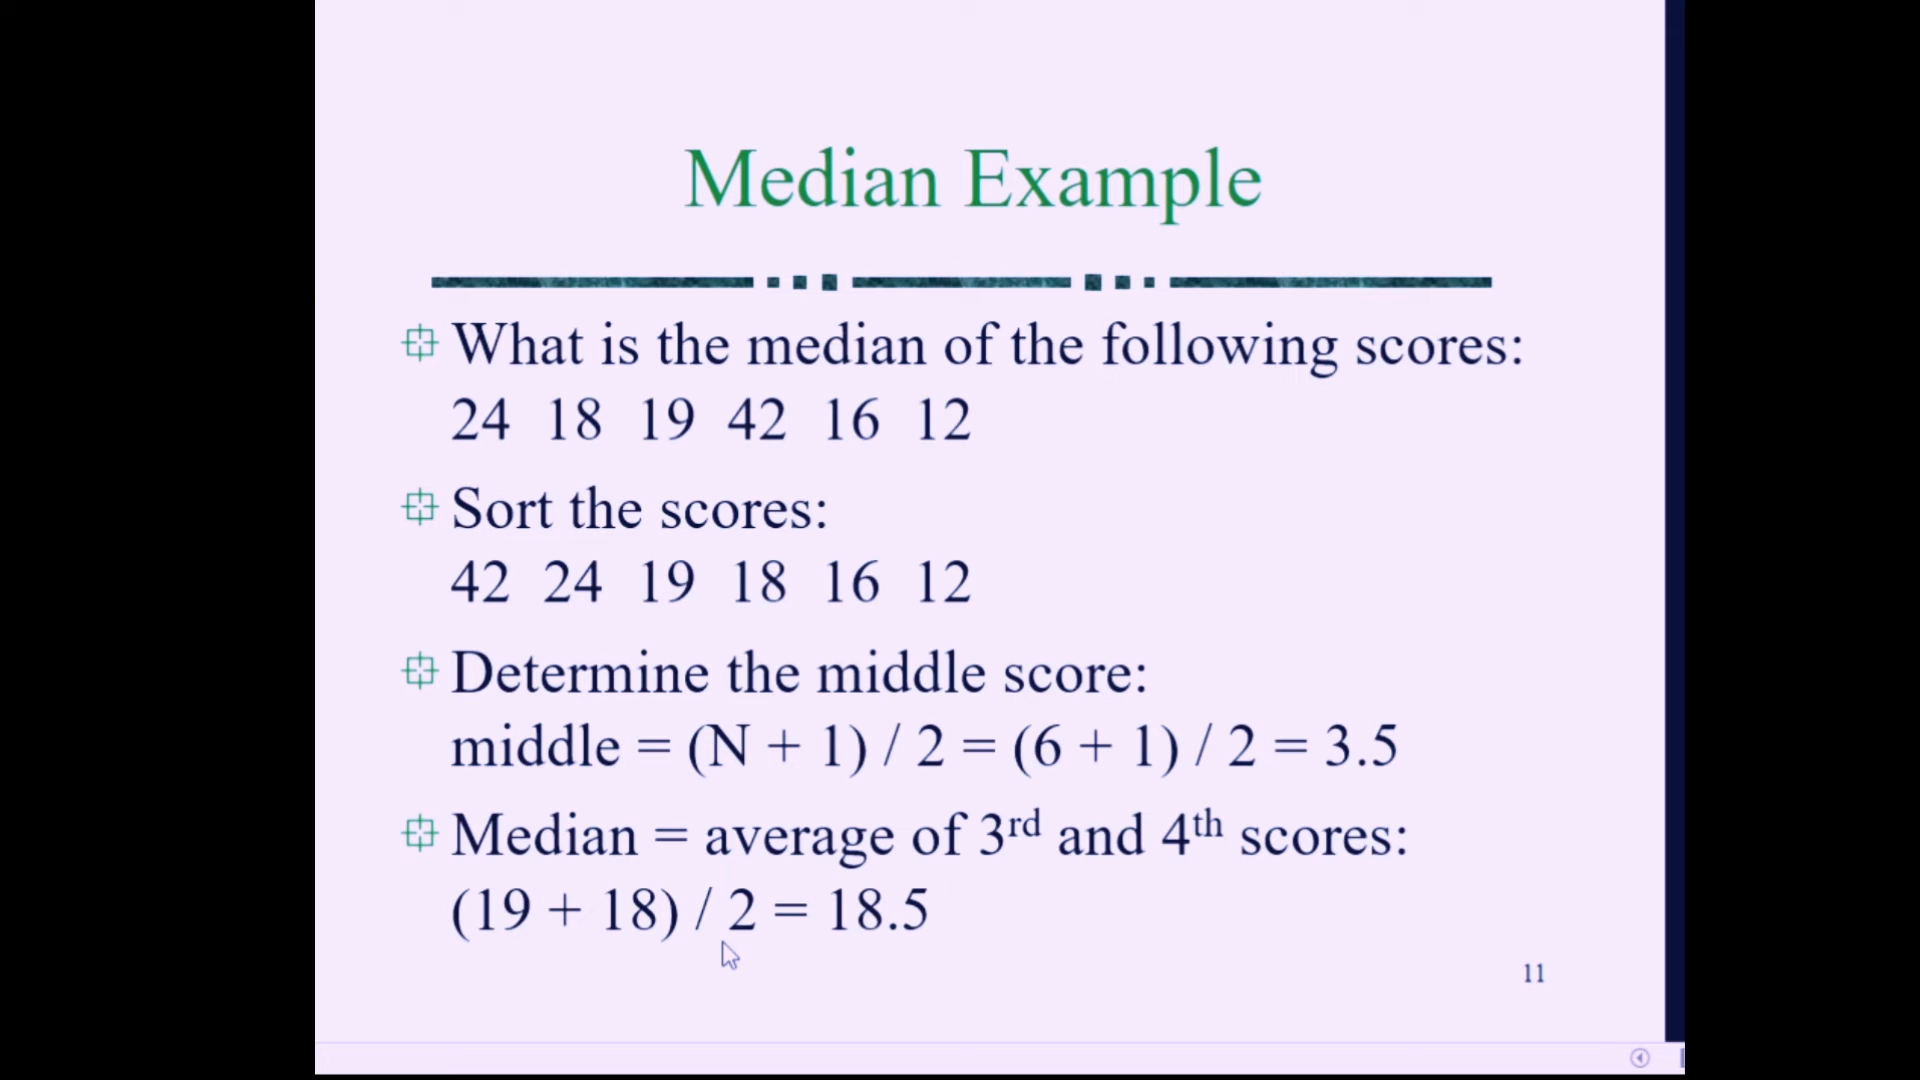 Median Example
What is the median of the following scores:
24 18 19 42 16 12
Sort the scores:
42 24 19 18 16 12
Determine the middle score:
middle = (N + 1) / 2 = (6 + 1) / 2 = 3.5
Median = average of 3rd and 4th scores:
(19 + 18) / 2 = 18.5
11